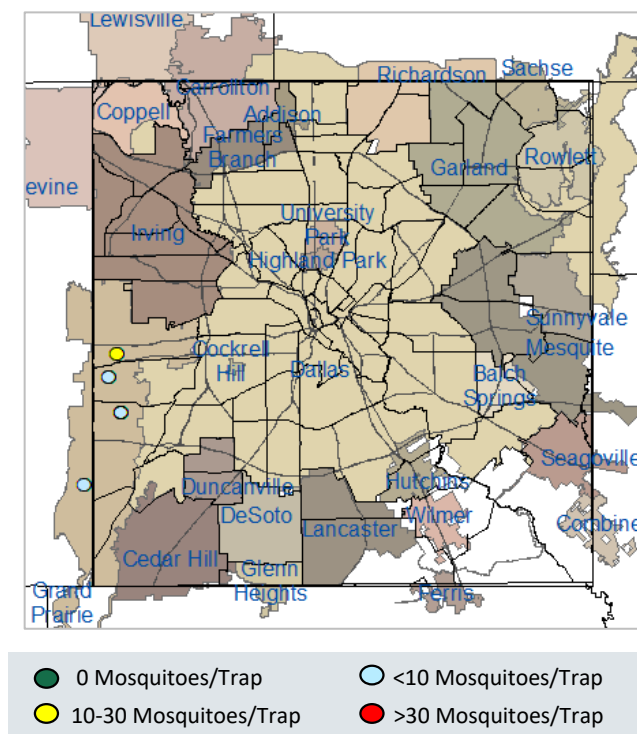 Lewisville
Carrollton
Richardson
Sachse
Coppell
Addison
Farmers
Branch
Garland
Rowlett
evine
University
Park
Irving
Highland Park
Sunnyvale
Cockrell
Hill
Dallas
Mesquite
Balch
Springs
Seagoville
Duncanville
Hutchins
DeSoto
Lancaster
Wilmer
Combine
Cedar Hill
Glenn
Heights
Grand
Prairie
Ferris
0 Mosquitoes/Trap
<10 Mosquitoes/Trap
10-30 Mosquitoes/Trap
>30 Mosquitoes/Trap